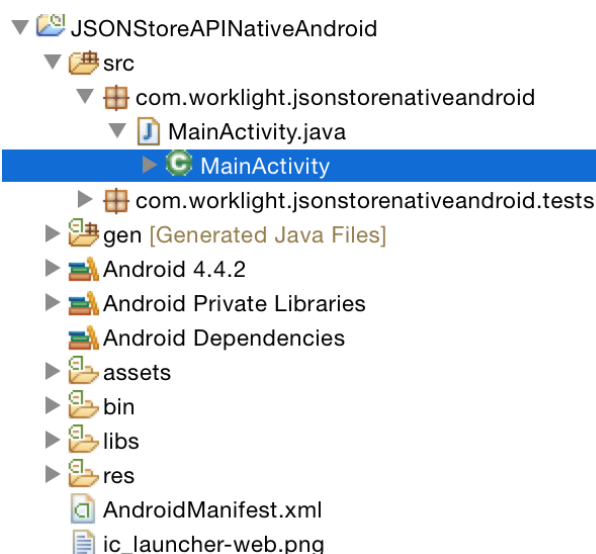 JSONStoreAPINativeAndroid
src
com.worklight.jsonstorenativeandroid
MainActivity.java
MainActivity
com.worklight.jsonstorenativeandroid.tests
gen [Generated Java Files]
Android 4.4.2
Android Private Libraries
Android Dependencies
assets
bin
libs
res
AndroidManifest.xml
ic_launcher-web.png